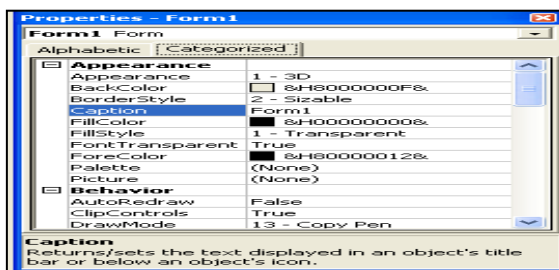 Properties - Form1
Form1 Form
Alphabetic Categorized
Appearance
Appearance 1 - 3D
BackColor &H8000000F&
BorderStyle 2 - Sizable
Caption Form1
FillColor &H00000000&
FillStyle 1 - Transparent
FontTransparent True
ForeColor &H80000012&
Palette (None)
Picture (None)
Behavior
AutoRedraw False
ClipControls True
DrawMode 13 - Copy Pen
Caption
Returns/sets the text displayed in an object's title
bar or below an object's icon.